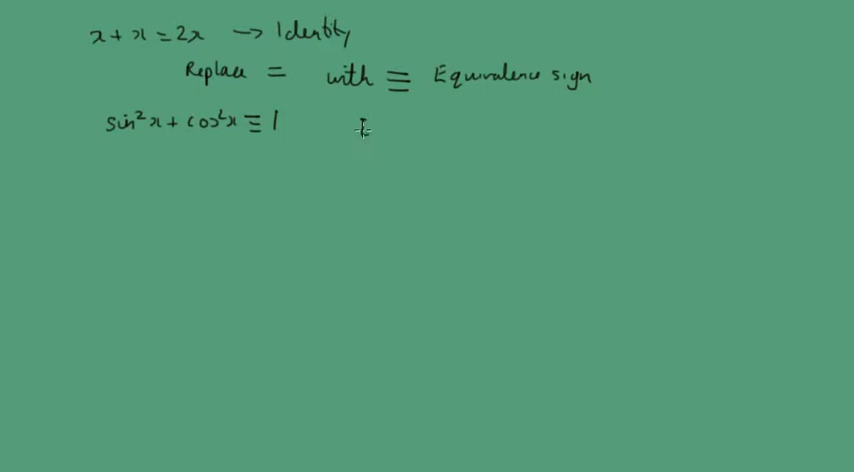 x + x = 2x → Identity
Replace = with ≡ Equivalence sign
sin²x + cos²x ≡ 1